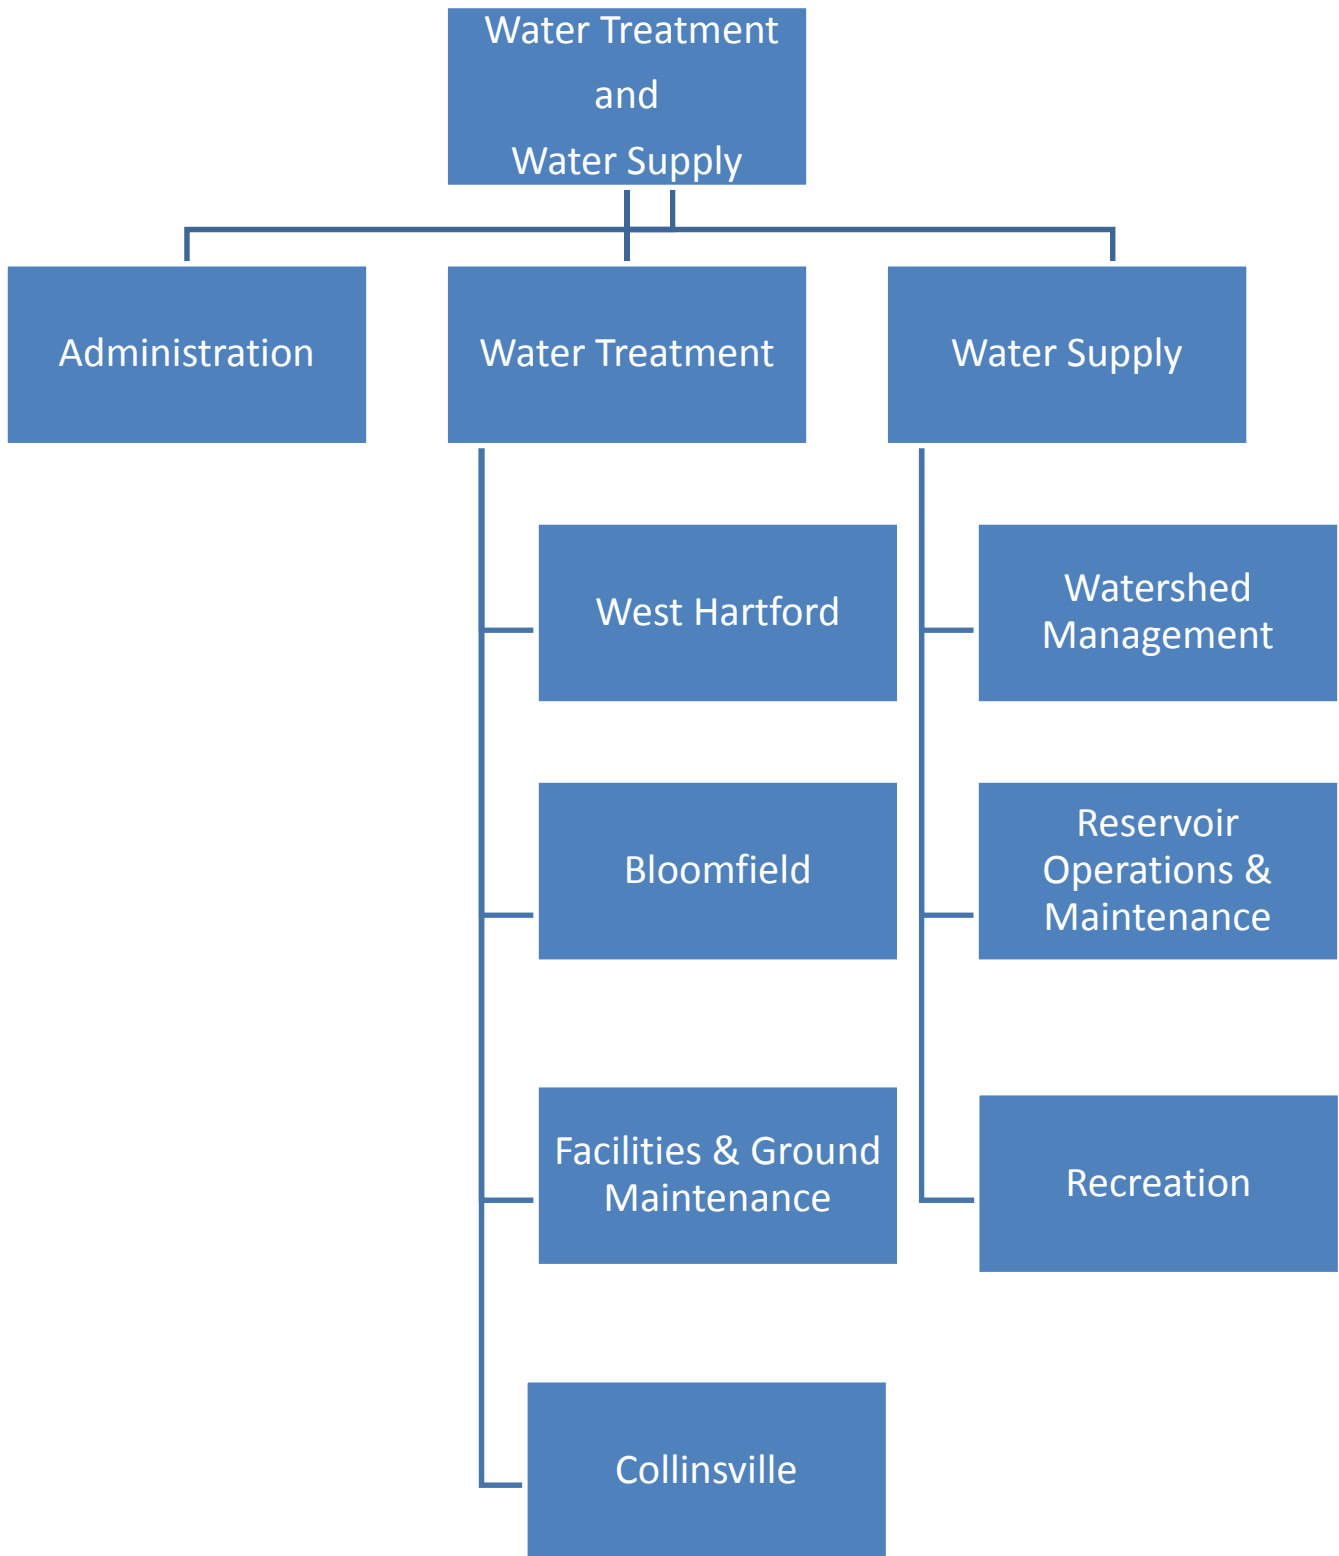 Water Treatment
and
Water Supply
Administration
Water Treatment
Water Supply
West Hartford
Watershed
Management
Bloomfield
Reservoir
Operations &
Maintenance
Facilities & Ground
Maintenance
Recreation
Collinsville